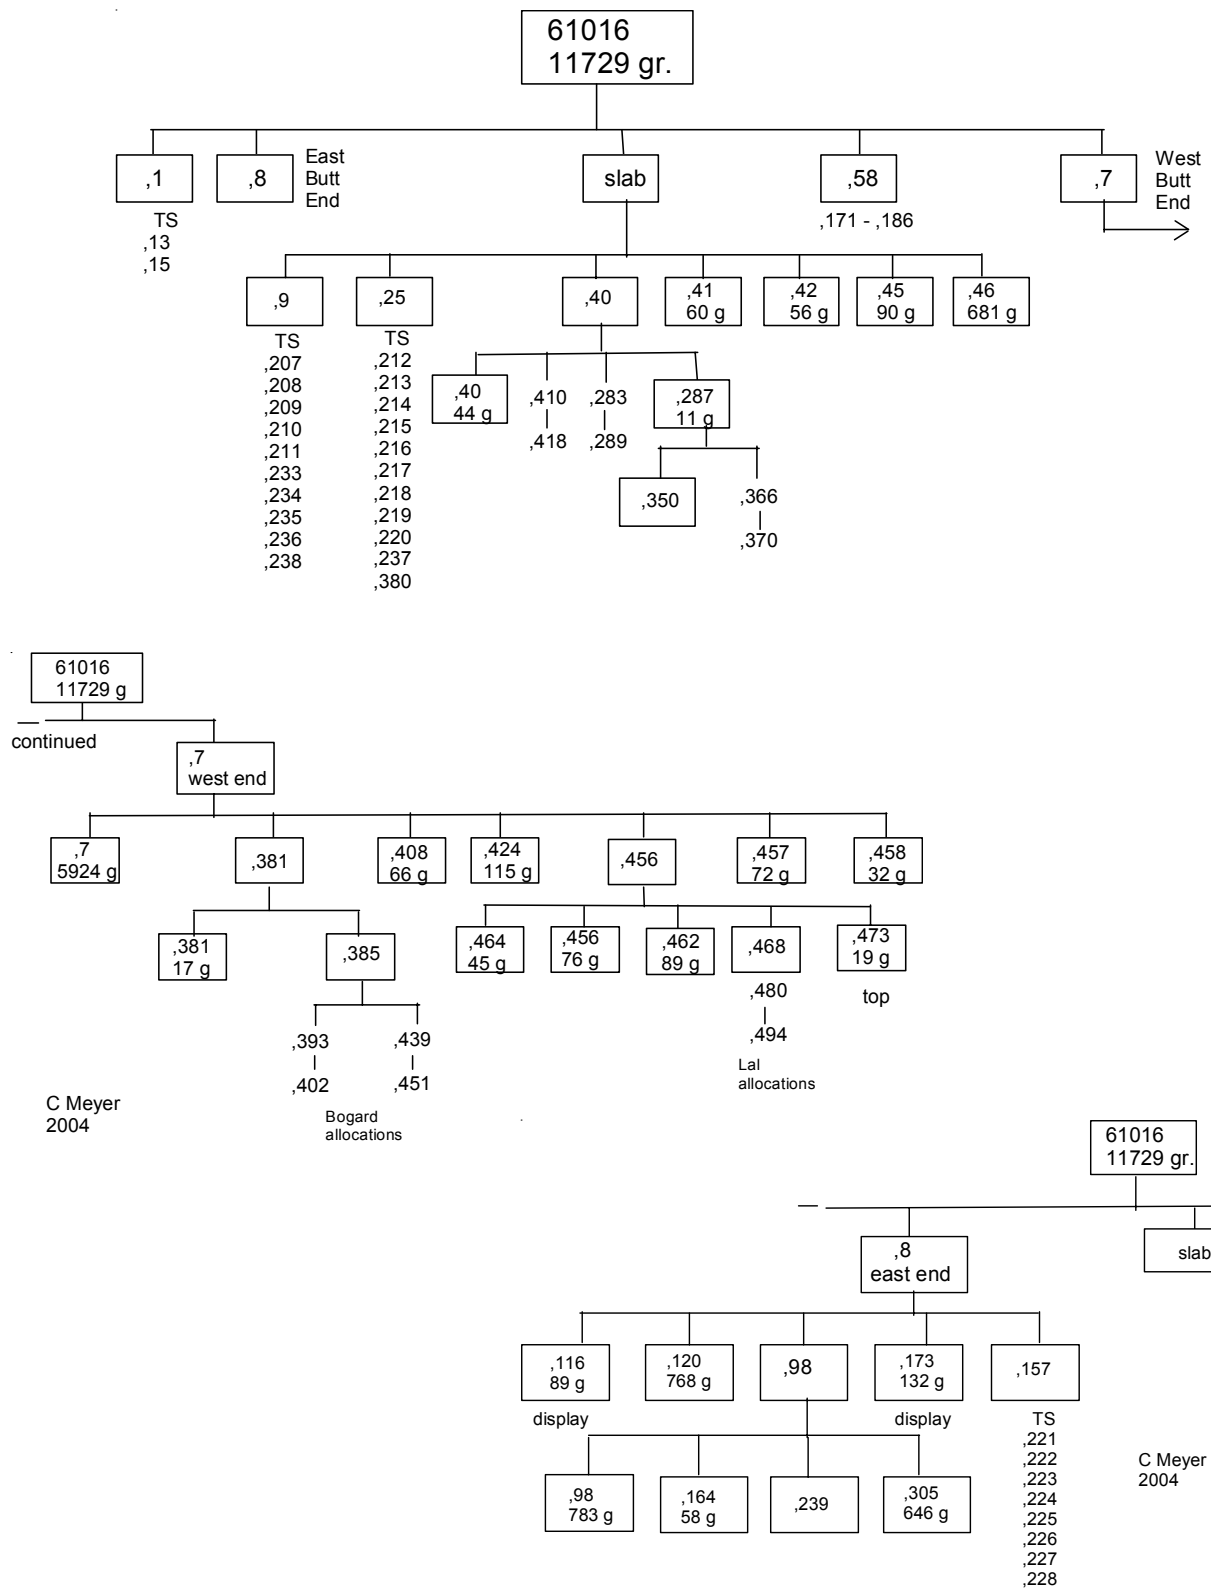 61016
11729 gr.
,1
,8
East
Butt
End
slab
,58
,7
West
Butt
End
TS
,13
,15
,171 - ,186
,9
,25
,40
,41
60 g
,42
56 g
,45
90 g
,46
681 g
TS
,207
,208
,209
,210
,211
,233
,234
,235
,236
,238
TS
,212
,213
,214
,215
,216
,217
,218
,219
,220
,237
,380
,40
44 g
,410
,418
,283
,289
,287
11 g
,350
,366
,370
61016
11729 g
continued
,7
west end
,7
5924 g
,381
,408
66 g
,424
115 g
,456
,457
72 g
,458
32 g
,381
17 g
,385
,464
45 g
,456
76 g
,462
89 g
,468
,473
19 g
top
,480
,494
Lal
allocations
,393
,402
,439
,451
Bogard
allocations
C Meyer
2004
61016
11729 gr.
,8
east end
slab
,116
89 g
,120
768 g
,98
,173
132 g
,157
display
display
TS
,221
,222
,223
,224
,225
,226
,227
,228
,98
783 g
,164
58 g
,239
,305
646 g
C Meyer
2004